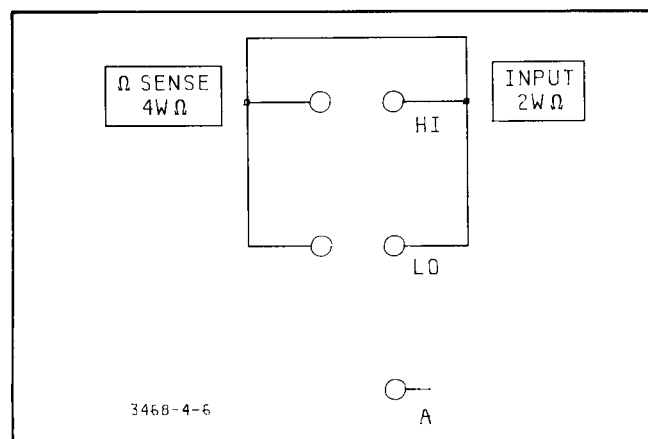 Ω SENSE
4W Ω
INPUT
2W Ω
HI
LO
A
3468-4-6